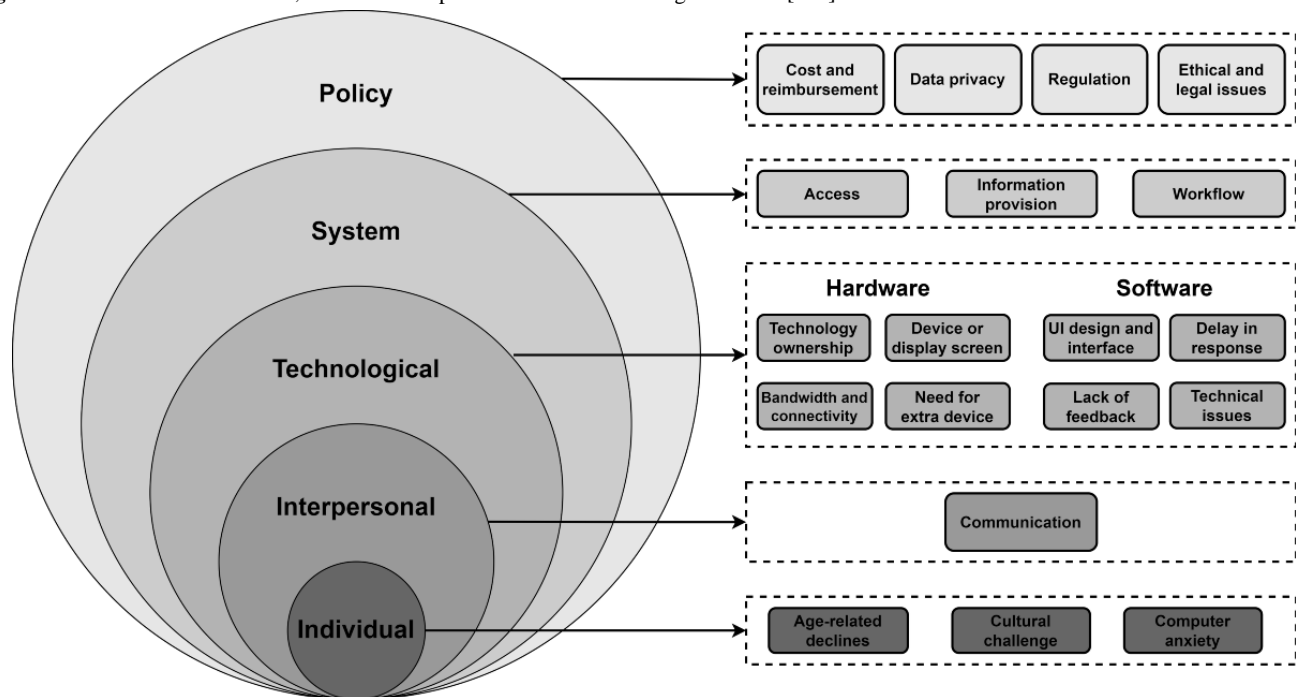 Policy
System
Technological
Interpersonal
Individual
Cost and
reimbursement
Data privacy
Regulation
Ethical and
legal issues
Access
Information
provision
Workflow
Hardware
Software
Technology
ownership
Device or
display screen
UI design and
interface
Delay in
response
Bandwidth and
connectivity
Need for
extra device
Lack of
feedback
Technical
issues
Communication
Age-related
declines
Cultural
challenge
Computer
anxiety